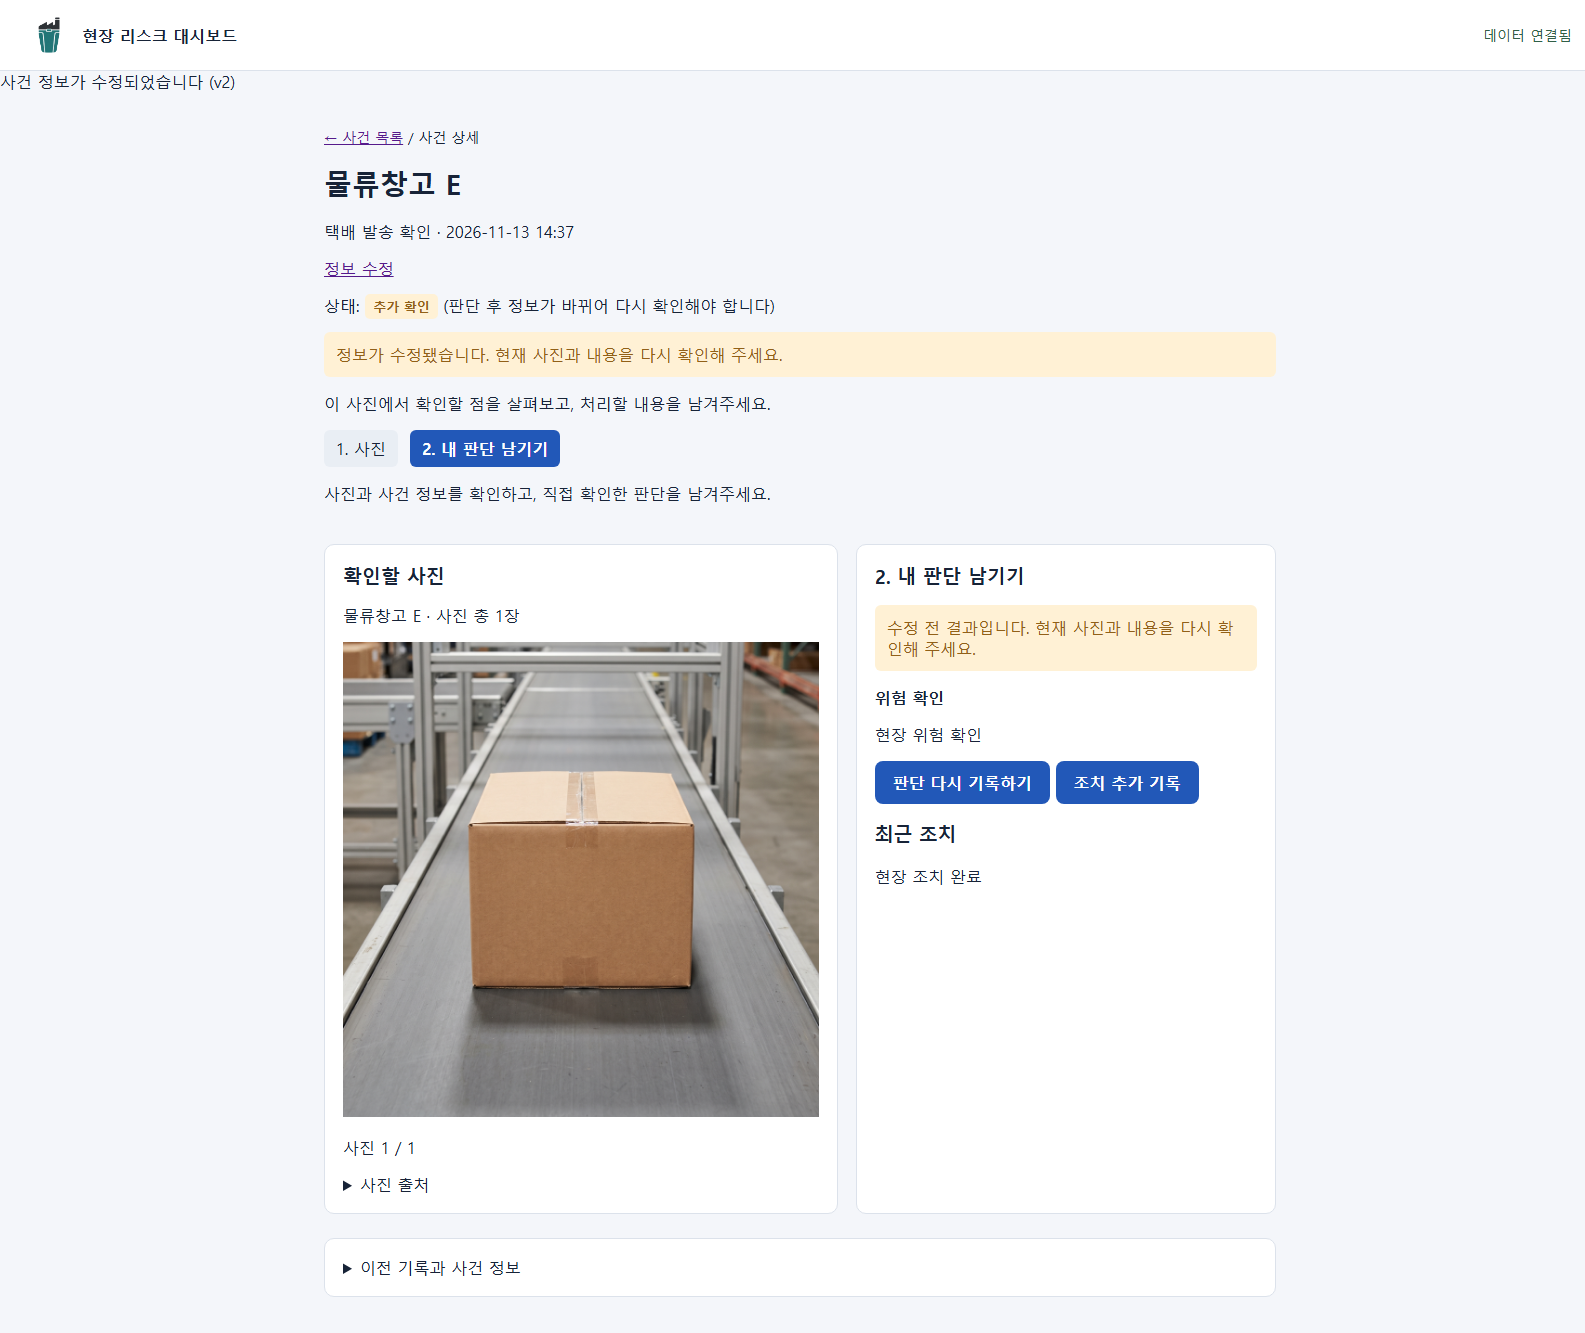 현장 리스크 대시보드
데이터 연결됨
사건 정보가 수정되었습니다 (v2)
← 사건 목록 / 사건 상세
물류창고 E
택배 발송 확인 · 2026-11-13 14:37
정보 수정
상태: 추가 확인 (판단 후 정보가 바뀌어 다시 확인해야 합니다)
정보가 수정됐습니다. 현재 사진과 내용을 다시 확인해 주세요.
이 사진에서 확인할 점을 살펴보고, 처리할 내용을 남겨주세요.
1. 사진
2. 내 판단 남기기
사진과 사건 정보를 확인하고, 직접 확인한 판단을 남겨주세요.
확인할 사진
물류창고 E · 사진 총 1장
사진 1 / 1
▶ 사진 출처
2. 내 판단 남기기
수정 전 결과입니다. 현재 사진과 내용을 다시 확
인해 주세요.
위험 확인
현장 위험 확인
판단 다시 기록하기
조치 추가 기록
최근 조치
현장 조치 완료
▶ 이전 기록과 사건 정보